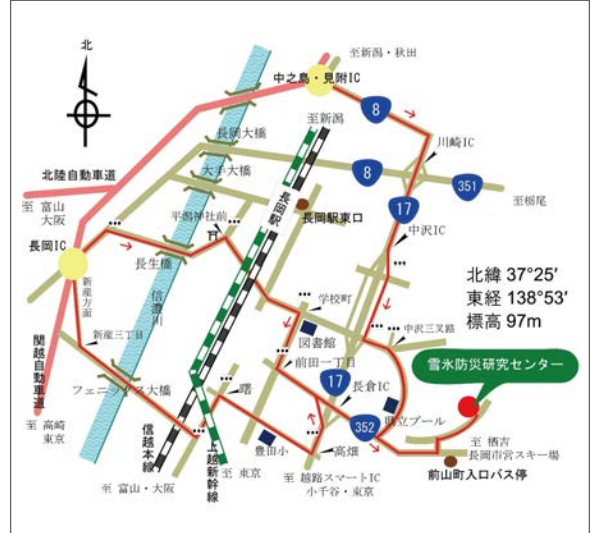 北
至新潟・秋田
中之島・見附IC
8
至新潟
長岡大橋
川崎IC
大手大橋
北陸自動車道
8
351
至 富山
大阪
長岡駅
17
至栃尾
平潟神社前
長岡駅東口
中沢IC
長岡IC
長生橋
新産方面
信濃川
北緯 37°25′
東経 138°53′
標高 97m
学校町
図書館
中沢三叉路
新産三丁目
関越自動車道
前田一丁目
雪氷防災研究センター
フェニックス大橋
曙
17
長倉IC
県立プール
352
至 高崎
東京
信越本線
上越新幹線
豊田小
高畑
至 栖吉
長岡市営スキー場
至 東京
至 越路スマートIC
小千谷・東京
前山町入口バス停
至 富山・大阪